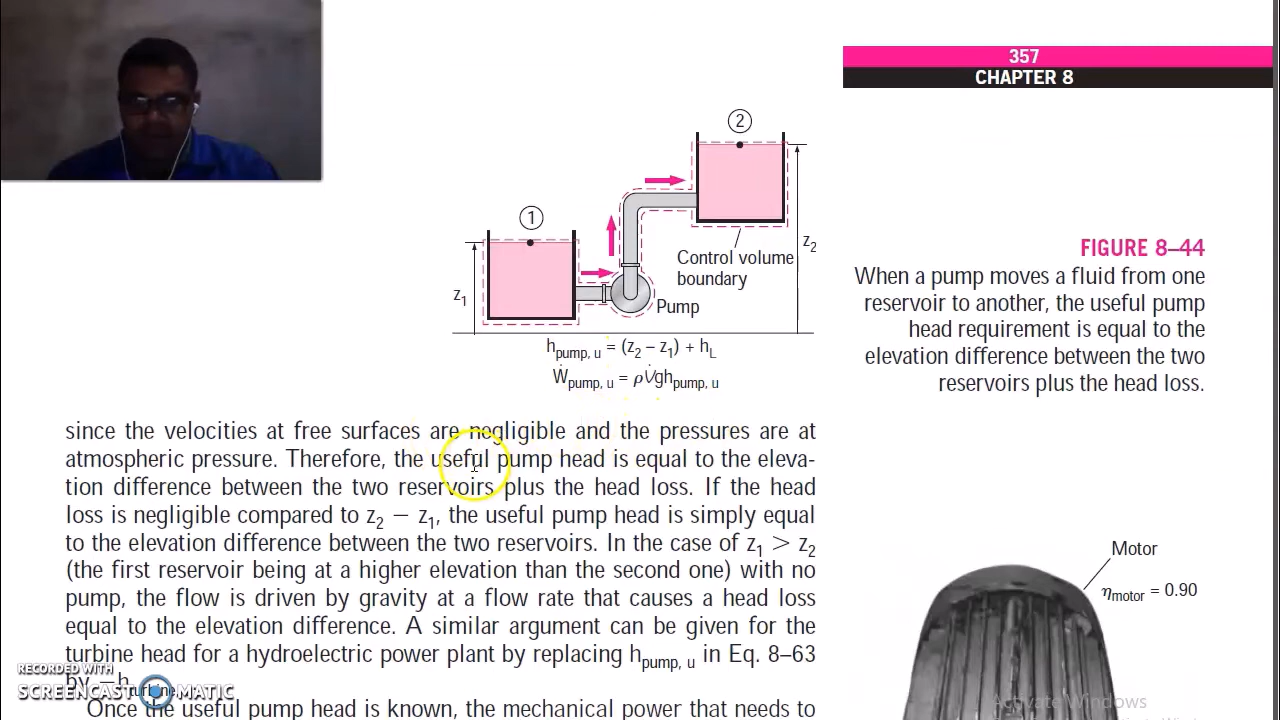 357
CHAPTER 8
2
1
z2
Control volume
boundary
z1
Pump
hpump, u = (z2 – z1) + hL
Ẇpump, u = ρV̇ghpump, u
FIGURE 8–44
When a pump moves a fluid from one
reservoir to another, the useful pump
head requirement is equal to the
elevation difference between the two
reservoirs plus the head loss.
since the velocities at free surfaces are negligible and the pressures are at
atmospheric pressure. Therefore, the useful pump head is equal to the eleva-
tion difference between the two reservoirs plus the head loss. If the head
loss is negligible compared to z2 – z1, the useful pump head is simply equal
to the elevation difference between the two reservoirs. In the case of z1 > z2
(the first reservoir being at a higher elevation than the second one) with no
pump, the flow is driven by gravity at a flow rate that causes a head loss
equal to the elevation difference. A similar argument can be given for the
turbine head for a hydroelectric power plant by replacing hpump, u in Eq. 8–63
by –hturbine
Once the useful pump head is known, the mechanical power that needs to
Motor
ηmotor = 0.90
RECORDED WITH
SCREENCAST MATIC
Activate Windows